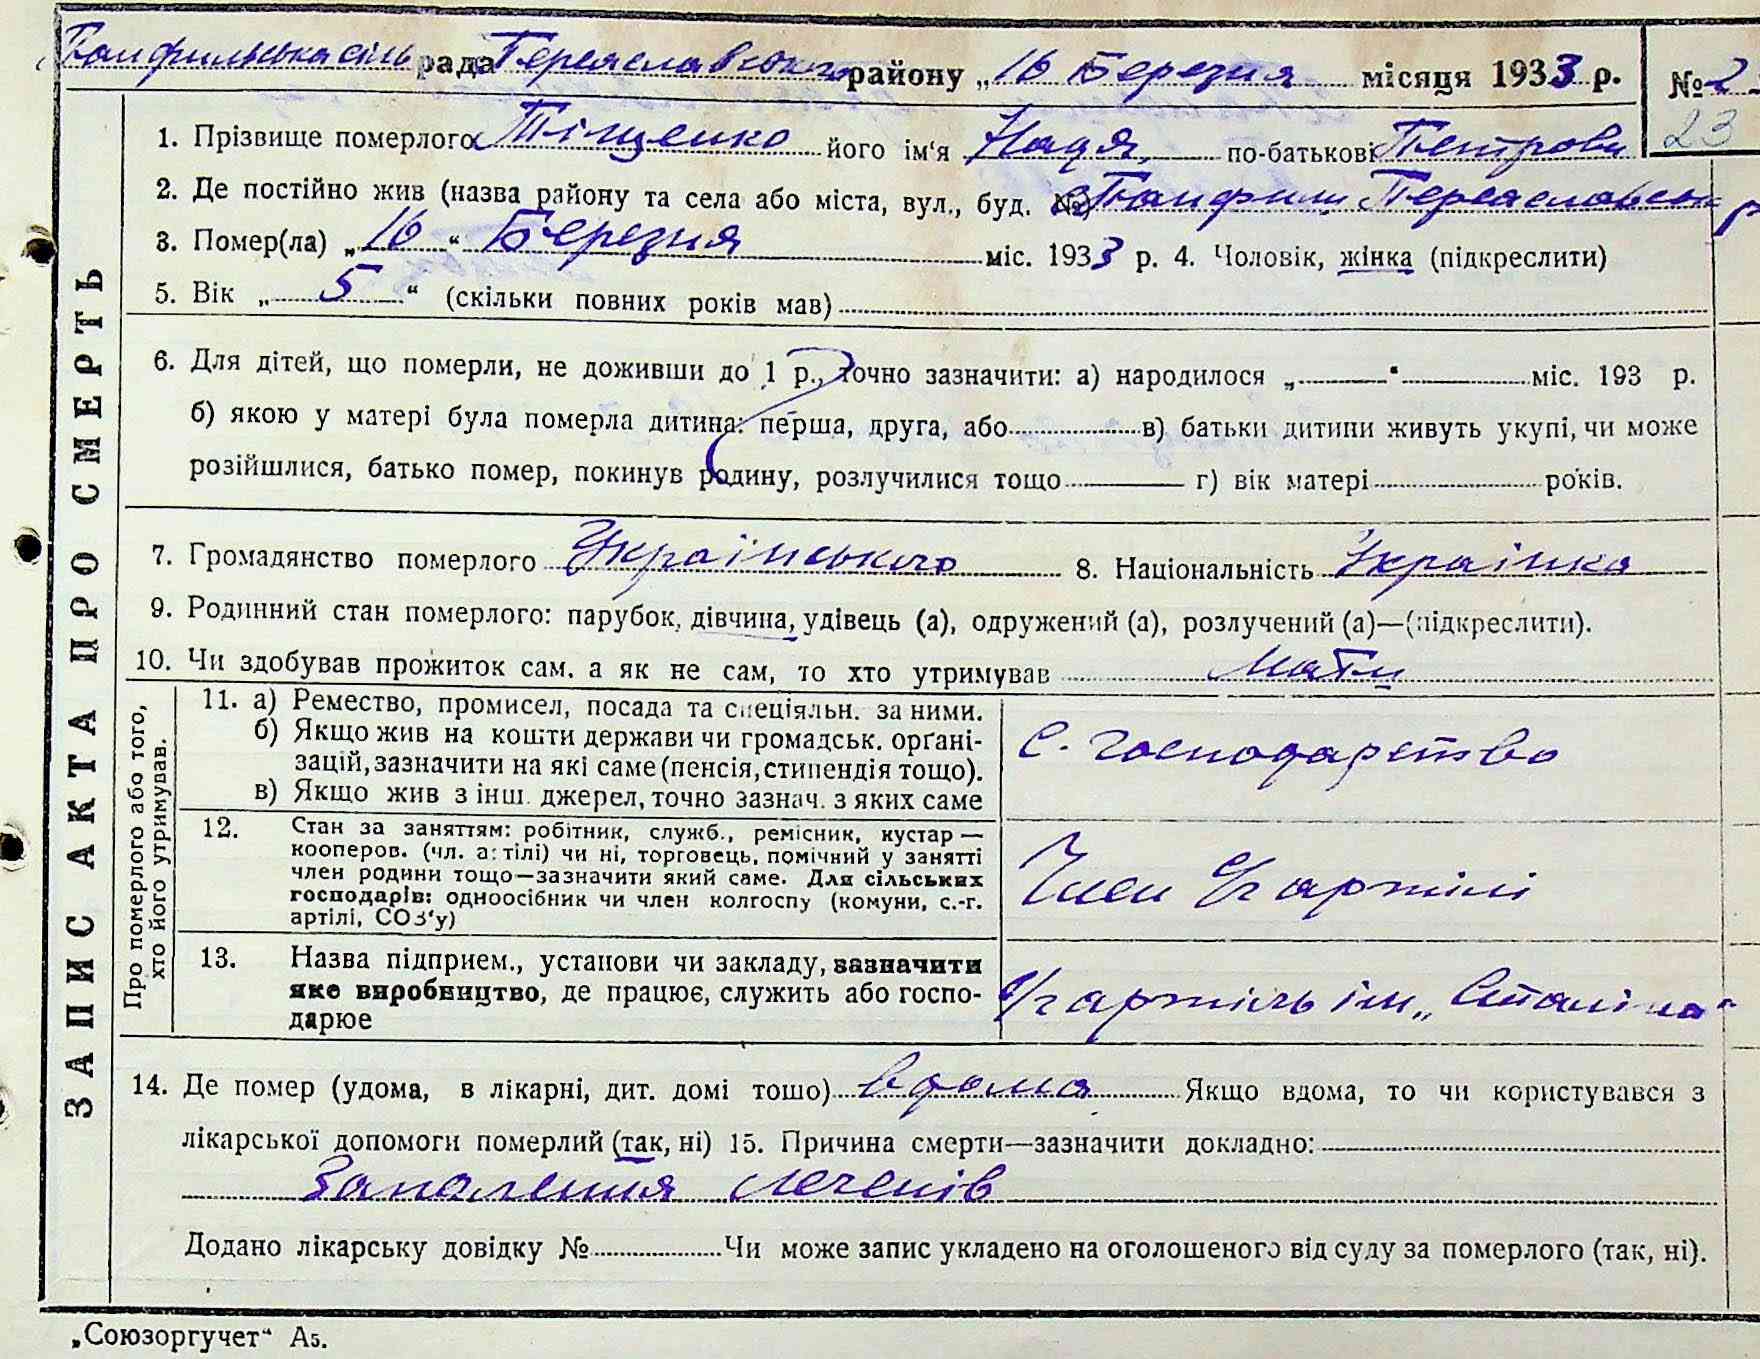 Панфильська сіль рада Переяславського району „16 Березня місяця 1933 р. №2
23
1. Прізвище померлого Тіщенко його ім‘я Надя по-батькові Петрови
2. Де постійно жив (назва району та села або міста, вул., буд. №) с Панфили Переяславськ р
3. Помер(ла) „16“ Березня міс. 1933 р. 4. Чоловік, жінка (підкреслити)
5. Вік „5“ (скільки повних років мав)
6. Для дітей, що померли, не доживши до 1 р., точно зазначити: а) народилося „ “ міс. 193 р.
б) якою у матері була померла дитина: перша, друга, або в) батьки дитини живуть укупі, чи може
розійшлися, батько помер, покинув родину, розлучилися тощо г) вік матері років.
7. Громадянство померлого Українського 8. Національність Українка
9. Родинний стан померлого: парубок, дівчина, удівець (а), одружений (а), розлучений (а)—(підкреслити).
10. Чи здобував прожиток сам, а як не сам, то хто утримував Мати
ЗАПИС АКТА ПРО СМЕРТЬ
Про померлого або того,
хто його утримував.
11. а) Ремество, промисел, посада та спеціяльн. за ними.
б) Якщо жив на кошти держави чи громадськ. орґані-
зацій, зазначити на які саме (пенсія, стипендія тощо).
в) Якщо жив з інш. джерел, точно зазнач. з яких саме
с. господарство
12. Стан за заняттям: робітник, служб., ремісник, кустар —
кооперов. (чл. артілі) чи ні, торговець, помічний у занятті
член родини тощо—зазначити який саме. Для сільських
господарів: одноосібник чи член колгоспу (комуни, с.-г.
артілі, СОЗ‘у)
Член с/г артілі
13. Назва підприєм., установи чи закладу, зазначити
яке виробництво, де працює, служить або госпо-
дарює
с/г артіль ім „Сталіна“
14. Де помер (удома, в лікарні, дит. домі тошо) вдома Якщо вдома, то чи користувався з
лікарської допомоги померлий (так, ні) 15. Причина смерти—зазначити докладно:
Запалення легенів
Додано лікарську довідку № Чи може запис укладено на оголошеного від суду за померлого (так, ні).
„Союзоргучет“ А5.